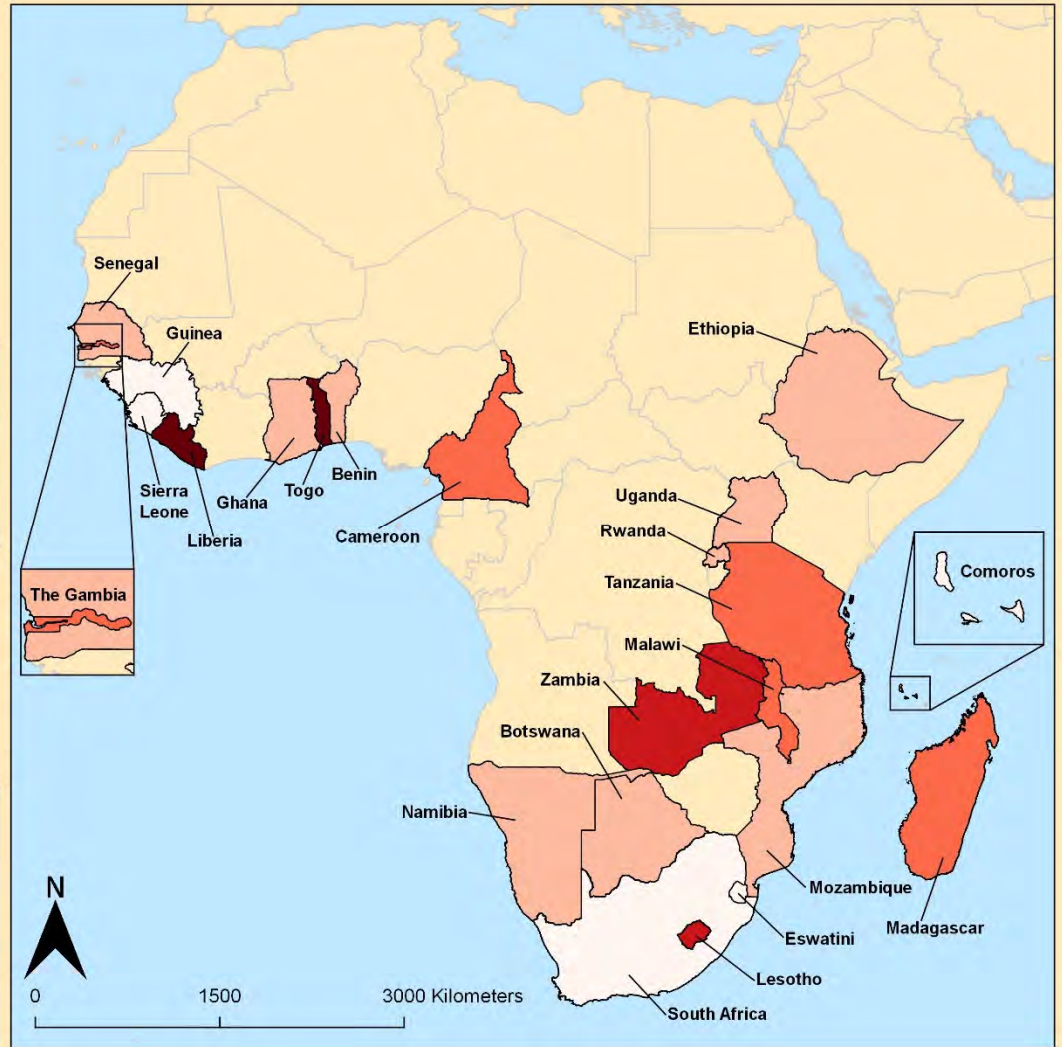 Senegal
Guinea
Ethiopia
Sierra
Leone
Liberia
Ghana
Togo
Benin
Cameroon
Uganda
Rwanda
Tanzania
Comoros
The Gambia
Malawi
Zambia
Botswana
Namibia
Mozambique
Madagascar
Eswatini
Lesotho
South Africa
N
0 1500 3000 Kilometers